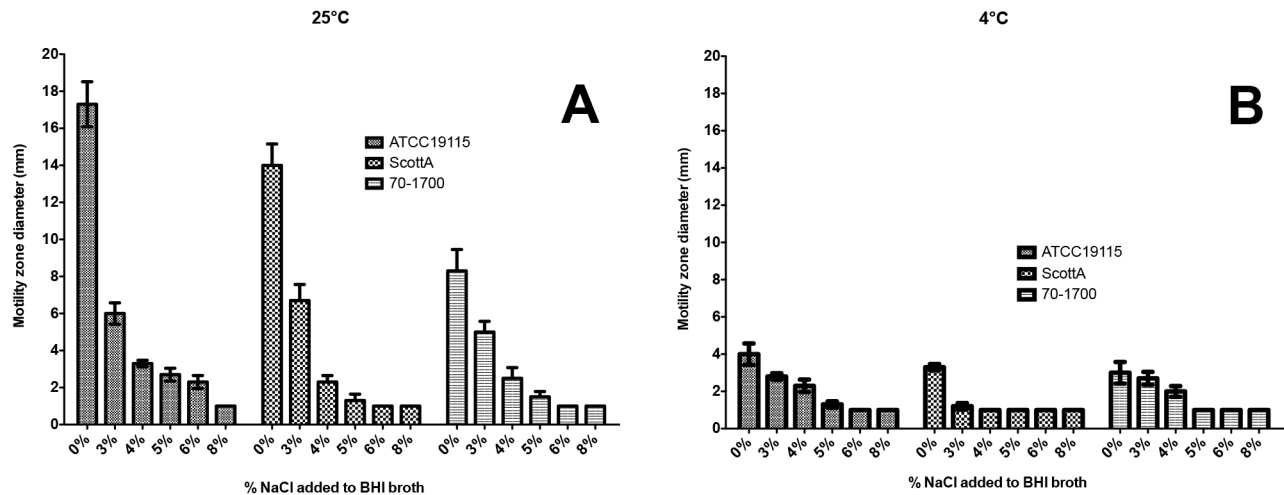 25°C
A
20
18
16
14
12
10
8
6
4
2
0
Motility zone diameter (mm)
ATCC19115
ScottA
70-1700
0% 3% 4% 5% 6% 8% 0% 3% 4% 5% 6% 8% 0% 3% 4% 5% 6% 8%
% NaCl added to BHI broth
4°C
B
20
18
16
14
12
10
8
6
4
2
0
Motility zone diameter (mm)
ATCC19115
ScottA
70-1700
0% 3% 4% 5% 6% 8% 0% 3% 4% 5% 6% 8% 0% 3% 4% 5% 6% 8%
% NaCl added to BHI broth